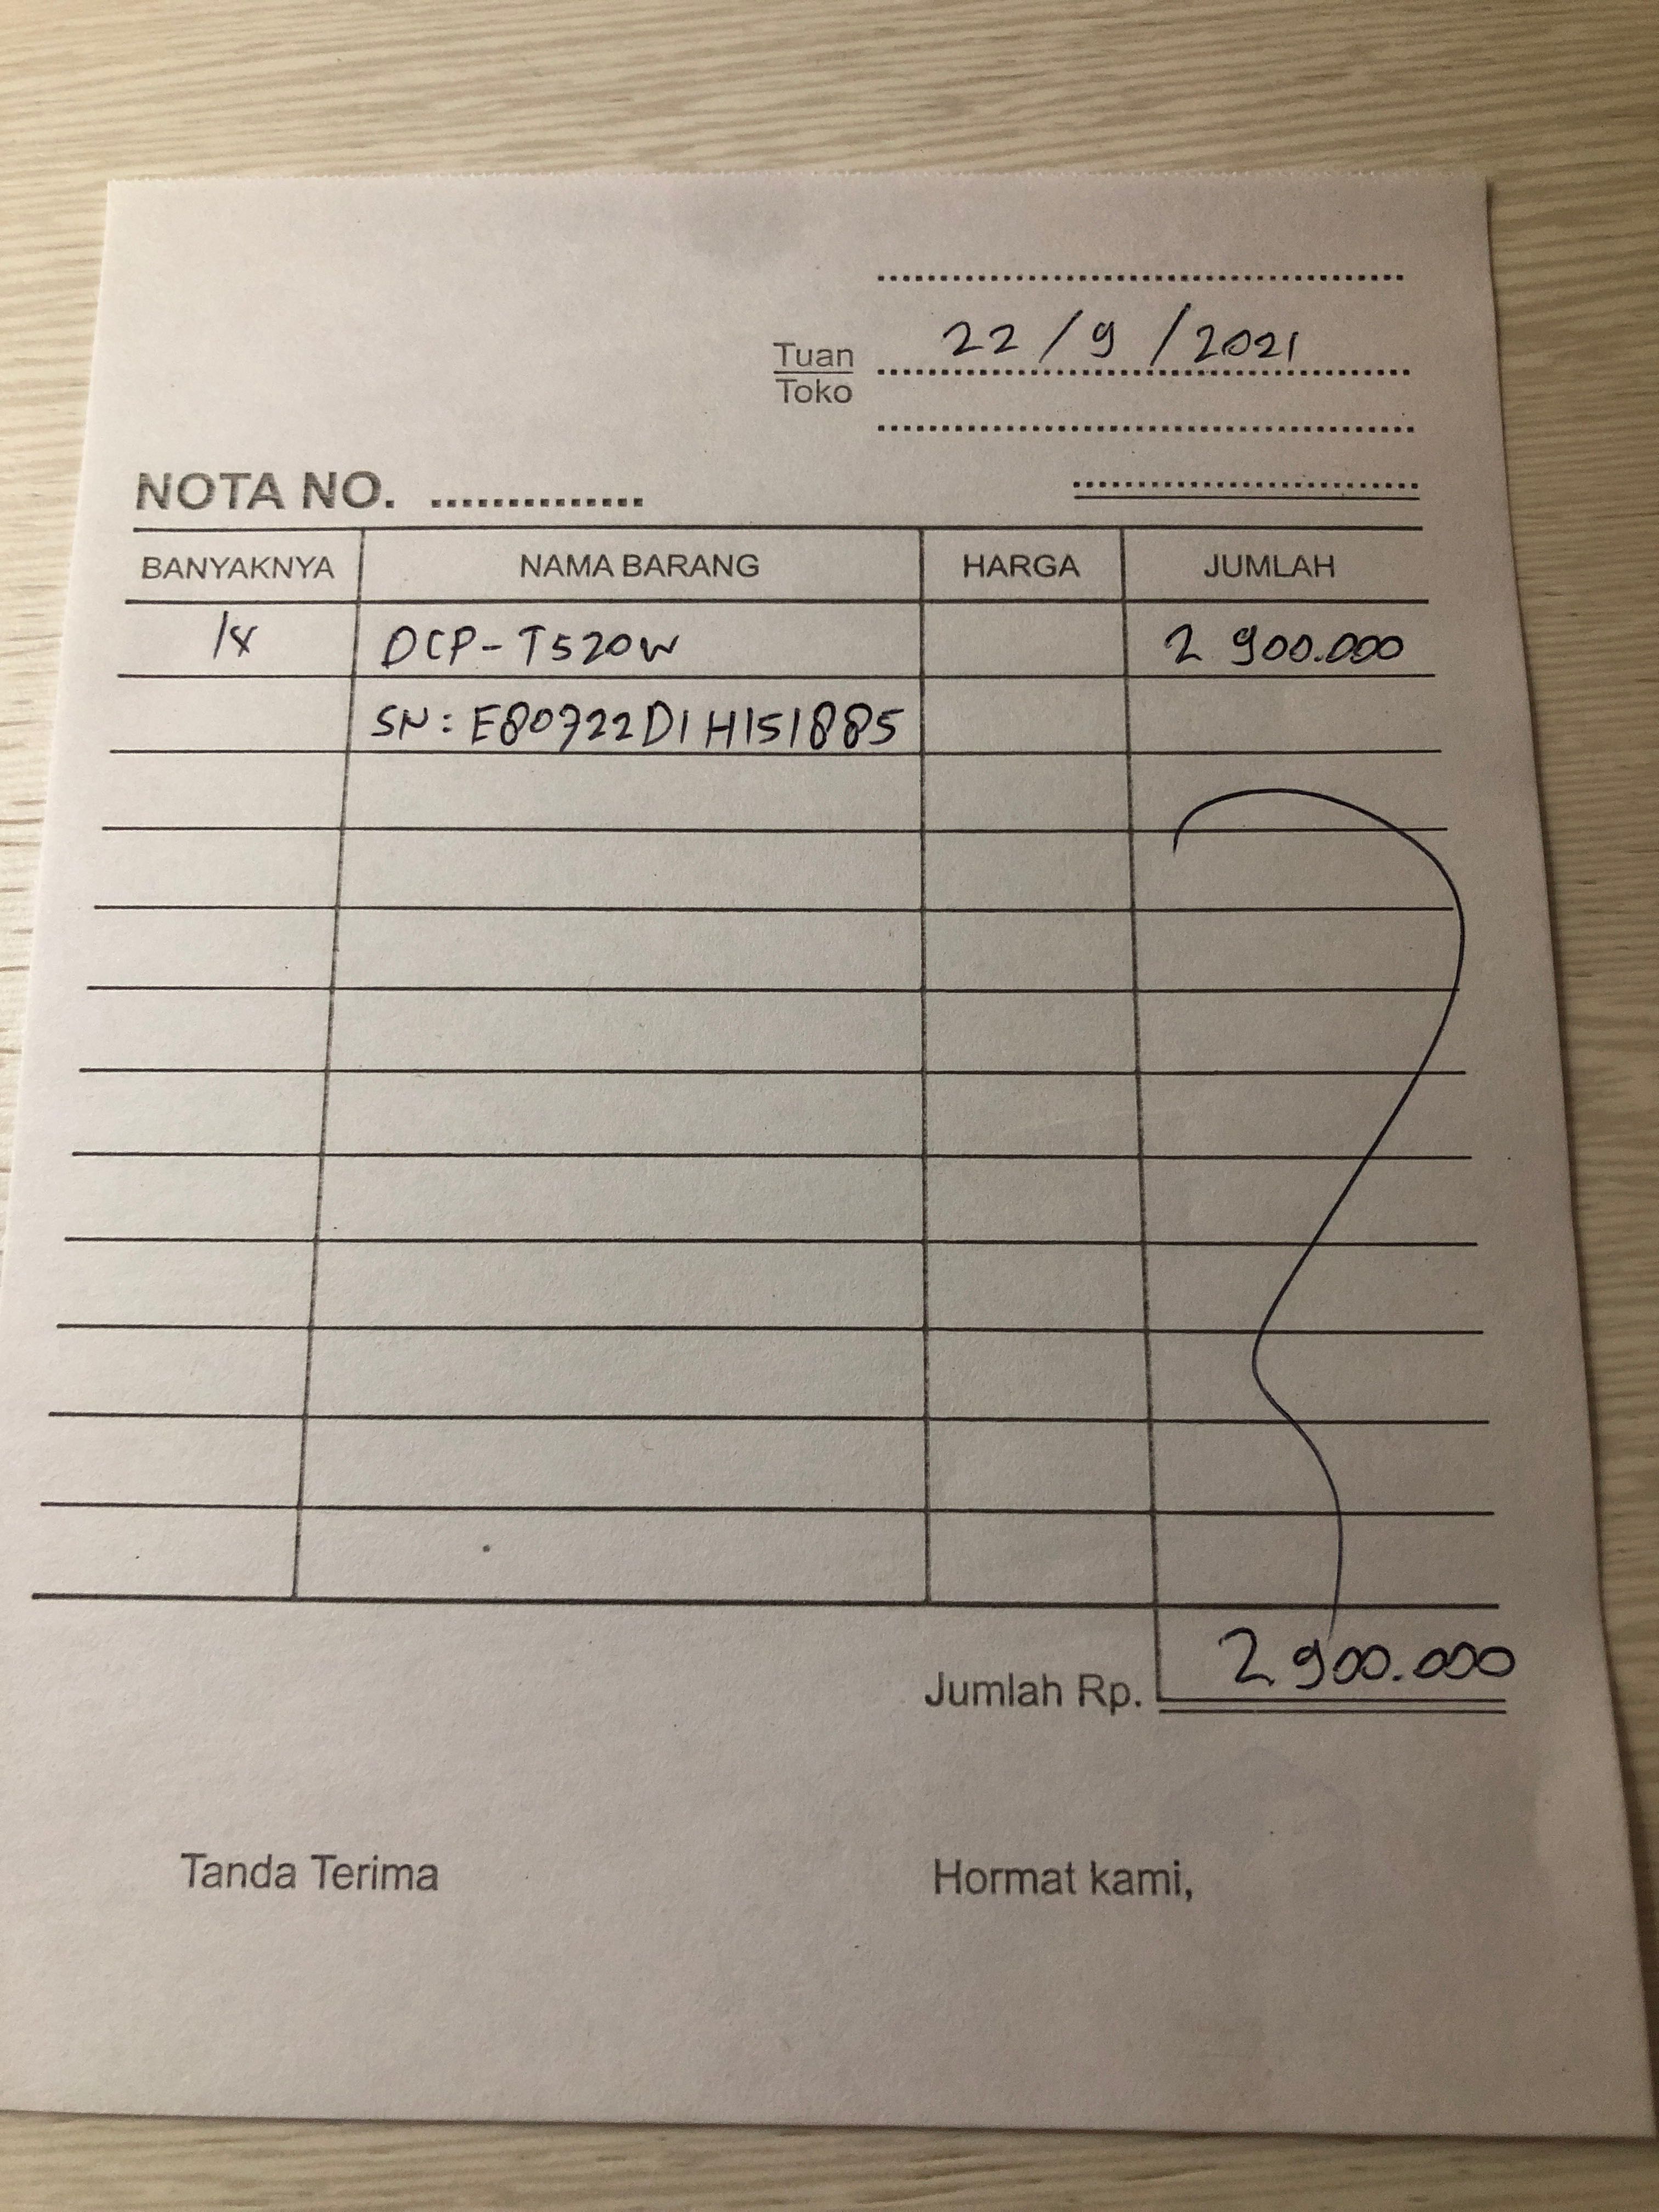 22/9/2021
Tuan
Toko
NOTA NO. ..............
BANYAKNYA NAMA BARANG HARGA JUMLAH
1x DCP-T520W 2 900.000
SN: E80722D1H151885
Jumlah Rp. 2 900.000
Tanda Terima Hormat kami,